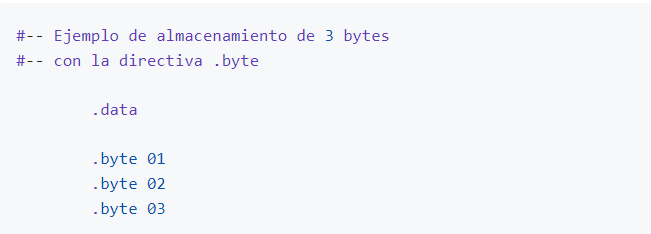 #-- Ejemplo de almacenamiento de 3 bytes
#-- con la directiva .byte
.data
.byte 01
.byte 02
.byte 03